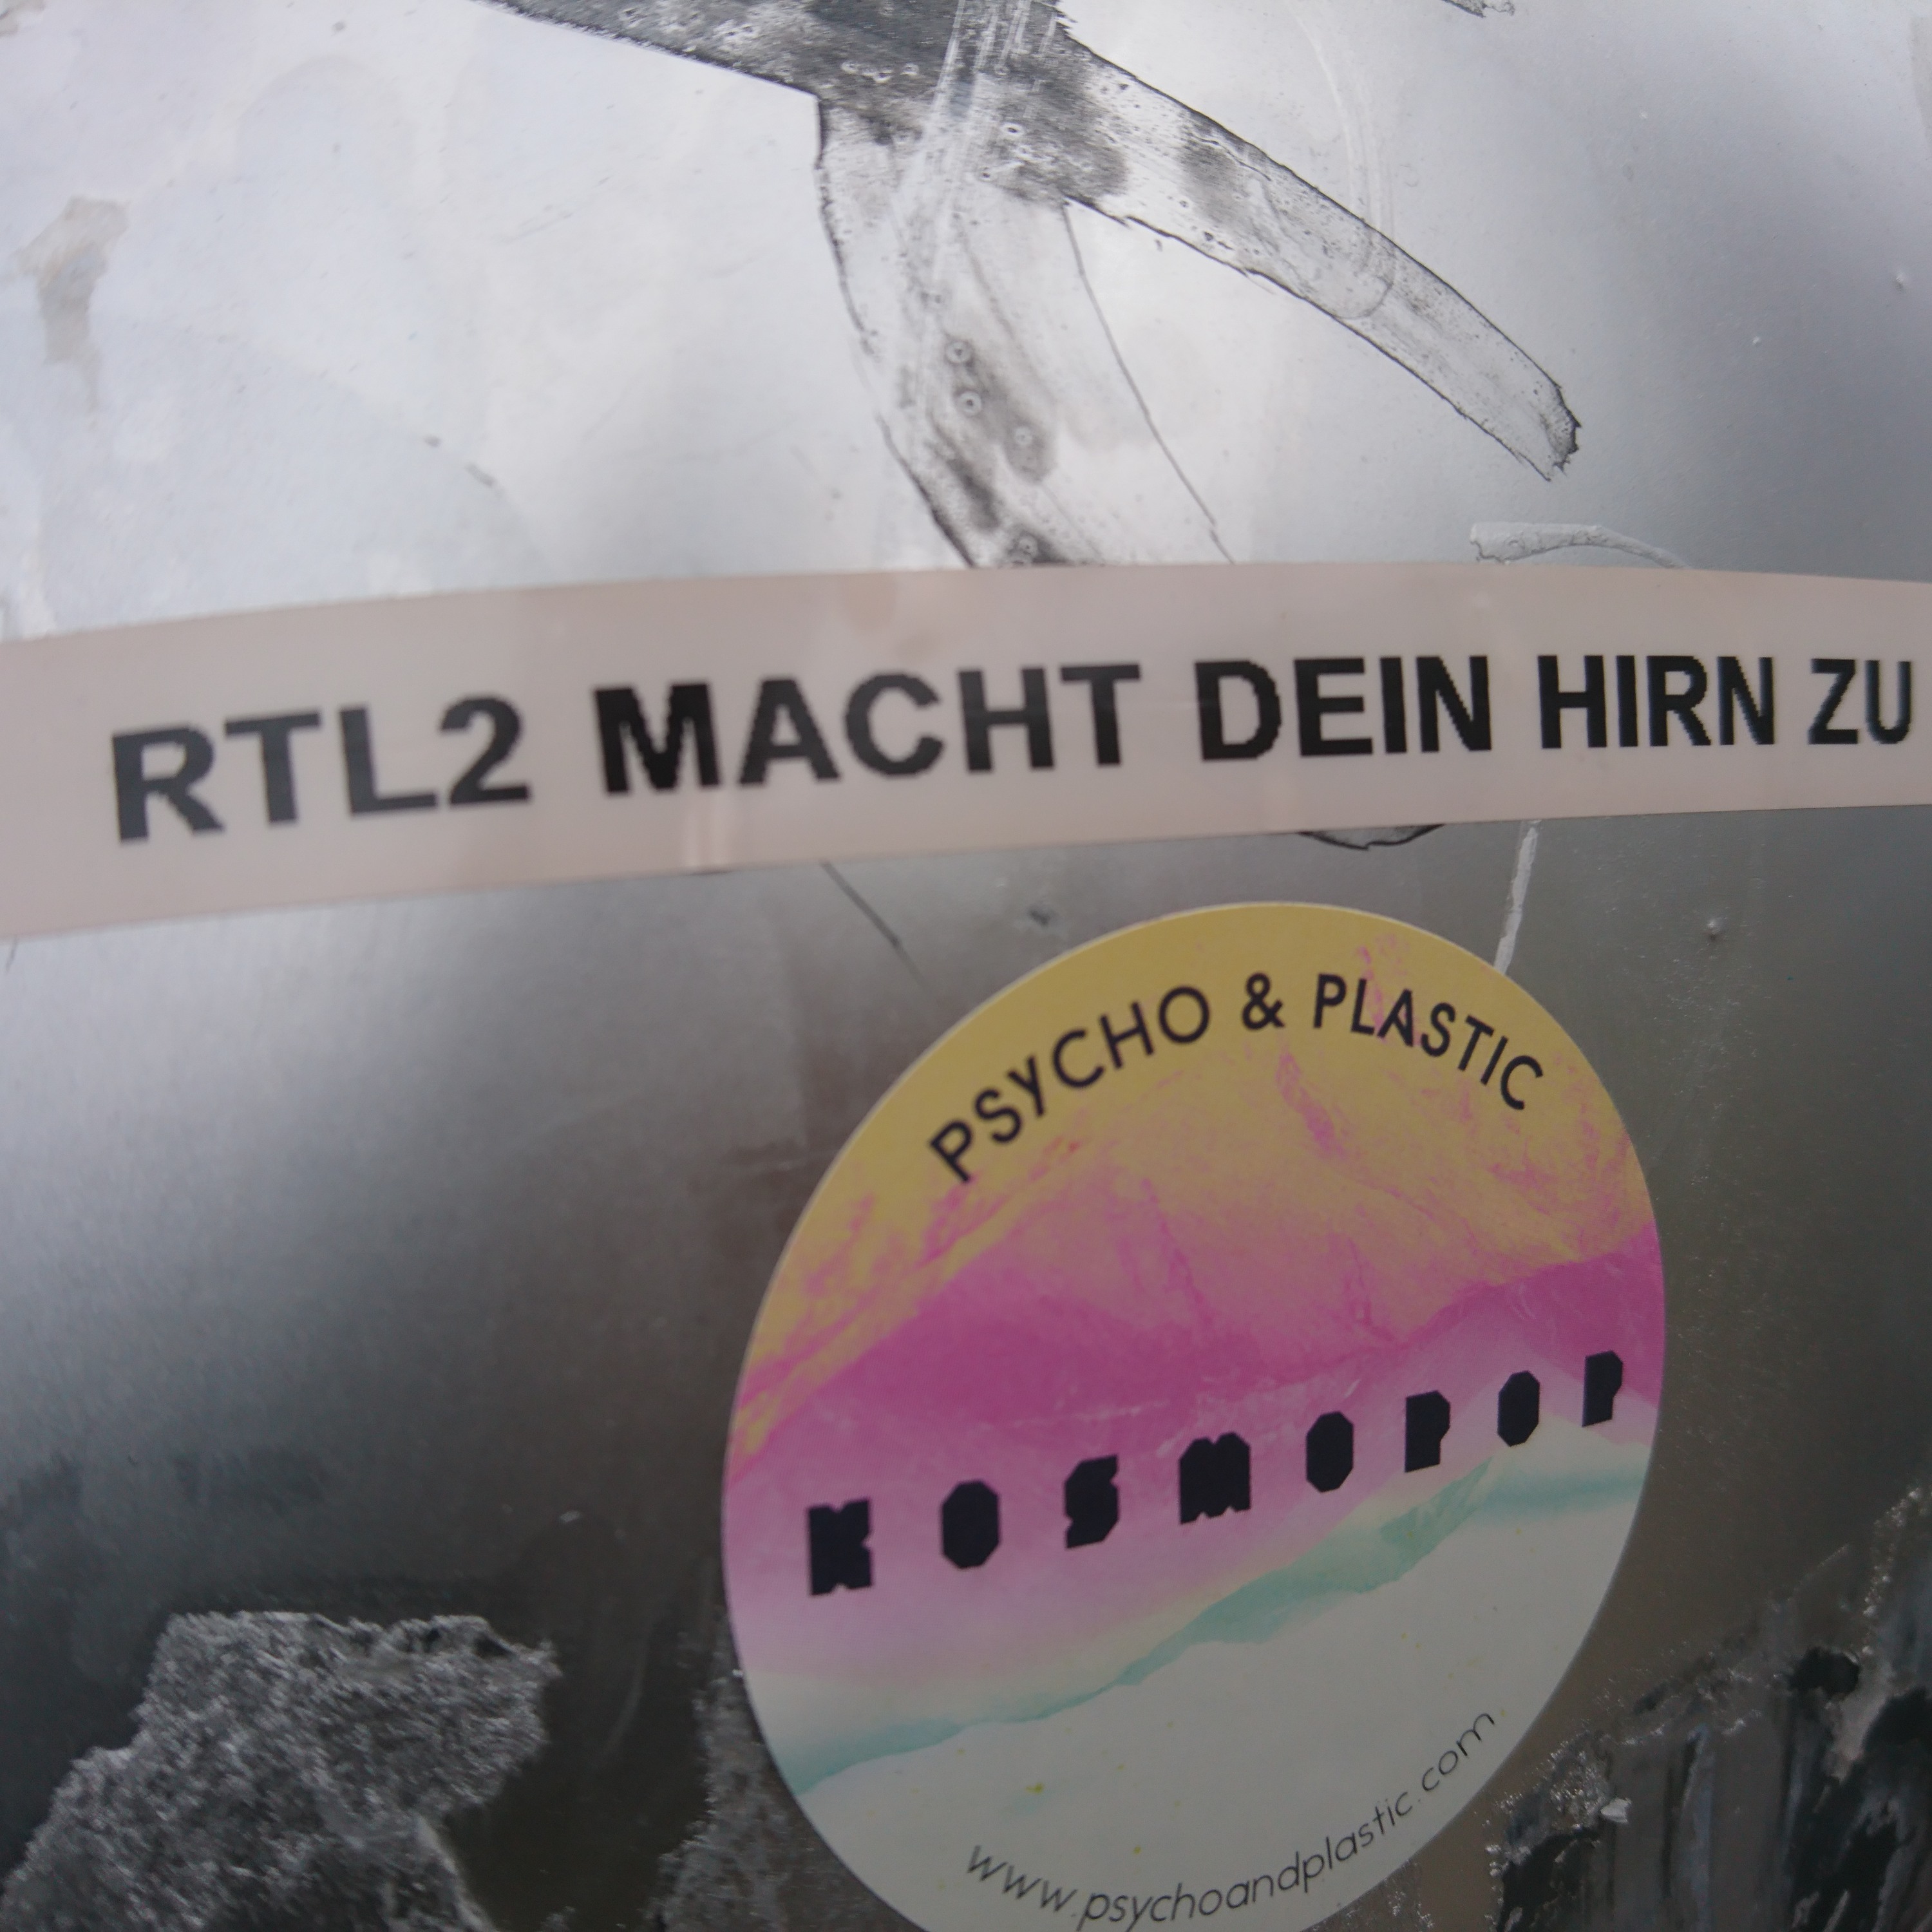 RTL2 MACHT DEIN HIRN ZU
PSYCHO & PLASTIC
KOSMOPOP
www.psychoandplastic.com